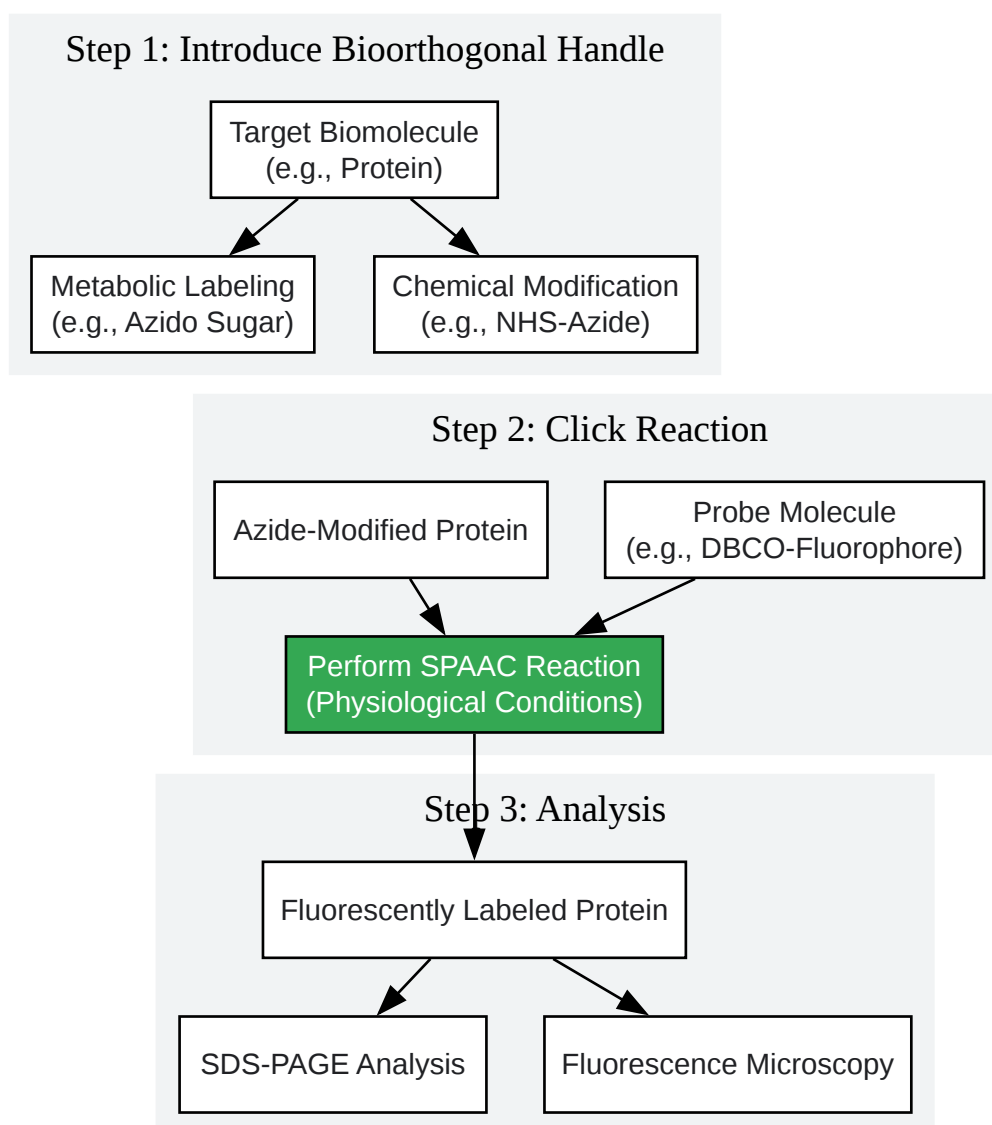 Step 1: Introduce Bioorthogonal Handle
Target Biomolecule
(e.g., Protein)
Metabolic Labeling
(e.g., Azido Sugar)
Chemical Modification
(e.g., NHS-Azide)
Step 2: Click Reaction
Azide-Modified Protein
Probe Molecule
(e.g., DBCO-Fluorophore)
Perform SPAAC Reaction
(Physiological Conditions)
Step 3: Analysis
Fluorescently Labeled Protein
SDS-PAGE Analysis
Fluorescence Microscopy